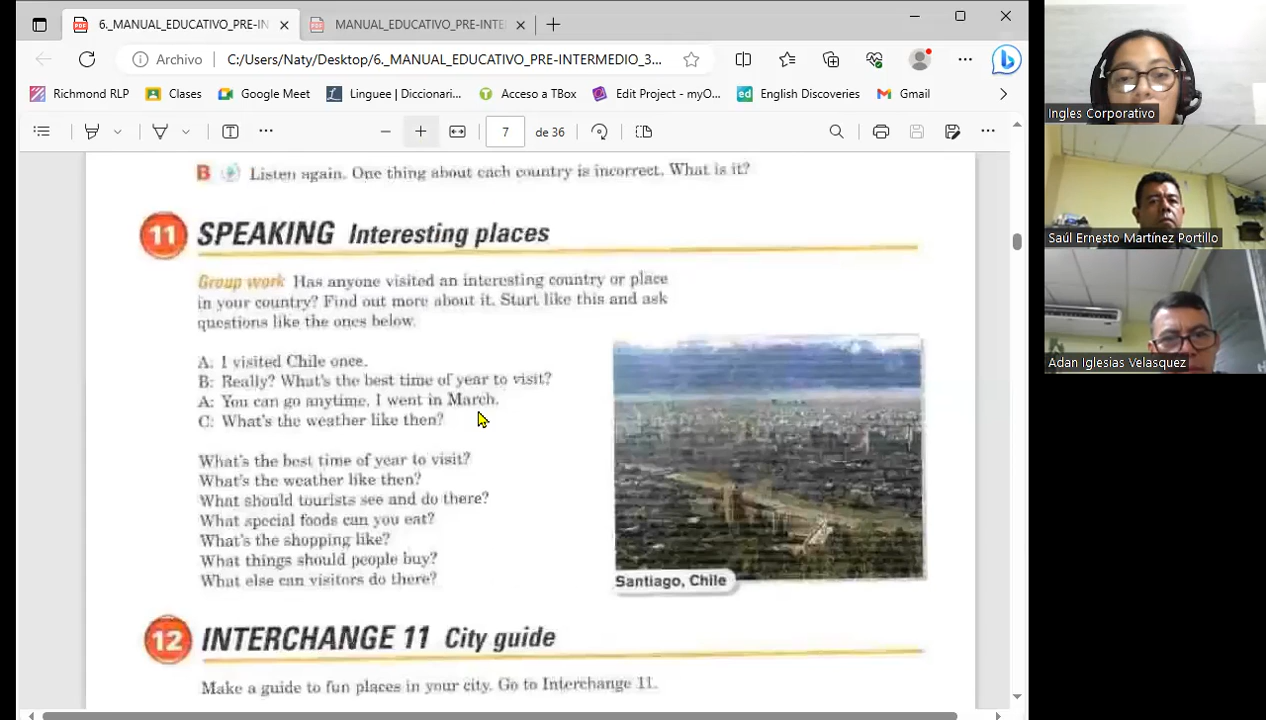 6._MANUAL_EDUCATIVO_PRE-IN
MANUAL_EDUCATIVO_PRE-INTE
Archivo
C:/Users/Naty/Desktop/6._MANUAL_EDUCATIVO_PRE-INTERMEDIO_3...
Richmond RLP
Clases
Google Meet
Linguee | Diccionari...
Acceso a TBox
Edit Project - myO...
English Discoveries
Gmail
7
de 36
B Listen again. One thing about each country is incorrect. What is it?
11 SPEAKING Interesting places
Group work Has anyone visited an interesting country or place
in your country? Find out more about it. Start like this and ask
questions like the ones below.
A: I visited Chile once.
B: Really? What's the best time of year to visit?
A: You can go anytime. I went in March.
C: What's the weather like then?
What's the best time of year to visit?
What's the weather like then?
What should tourists see and do there?
What special foods can you eat?
What's the shopping like?
What things should people buy?
What else can visitors do there?
Santiago, Chile
12 INTERCHANGE 11 City guide
Make a guide to fun places in your city. Go to Interchange 11.
Ingles Corporativo
Saúl Ernesto Martínez Portillo
Adan Iglesias Velasquez